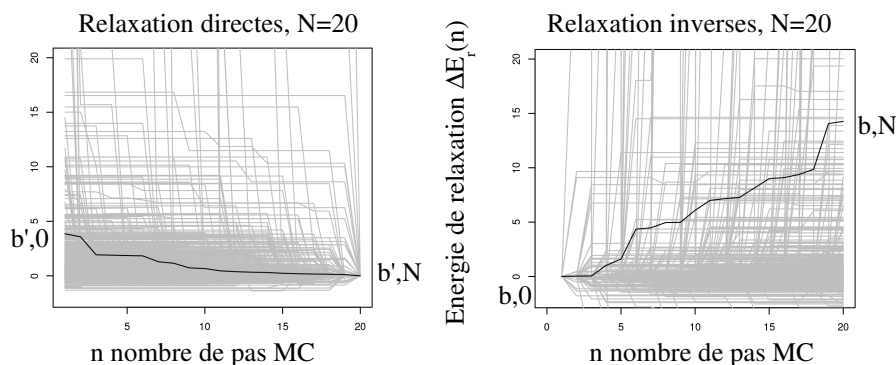 Relaxation directes, N=20
20
15
10
5
0
b',0
b',N
5
10
15
20
n nombre de pas MC
Relaxation inverses, N=20
Energie de relaxation ΔE_r(n)
20
15
10
5
0
b,N
b,0
0
5
10
15
20
n nombre de pas MC